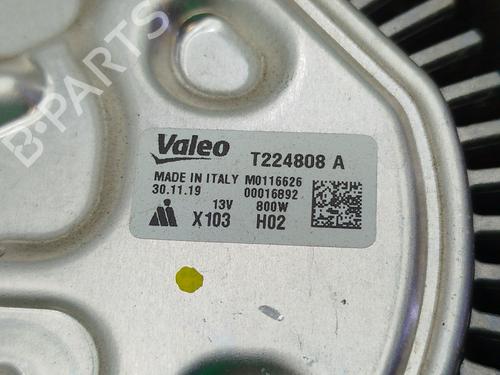 B-PARTS
Valeo T224808 A
MADE IN ITALY M0116626
30.11.19 00016892
13V 800W
X103 H02